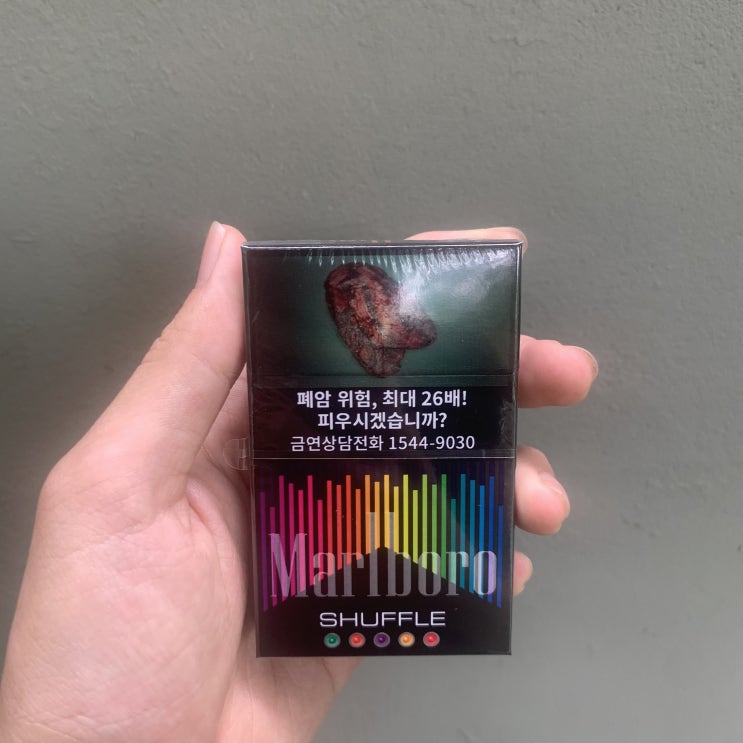 폐암 위험, 최대 26배!
피우시겠습니까?
금연상담전화 1544-9030
Marlboro
SHUFFLE